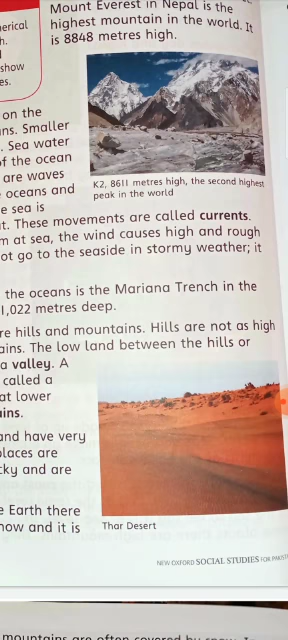 Mount Everest in Nepal is the
highest mountain in the world. It
is 8848 metres high.
erical
h.
show
es.
on the
ns. Smaller
. Sea water
of the ocean
are waves
oceans and
e sea is
K2, 8611 metres high, the second highest
peak in the world
t. These movements are called currents.
m at sea, the wind causes high and rough
ot go to the seaside in stormy weather; it
the oceans is the Mariana Trench in the
1,022 metres deep.
re hills and mountains. Hills are not as high
ains. The low land between the hills or
a valley. A
called a
at lower
ains.
and have very
places are
cky and are
e Earth there
now and it is
Thar Desert
NEW OXFORD SOCIAL STUDIES FOR
mountains are often covered by snow.